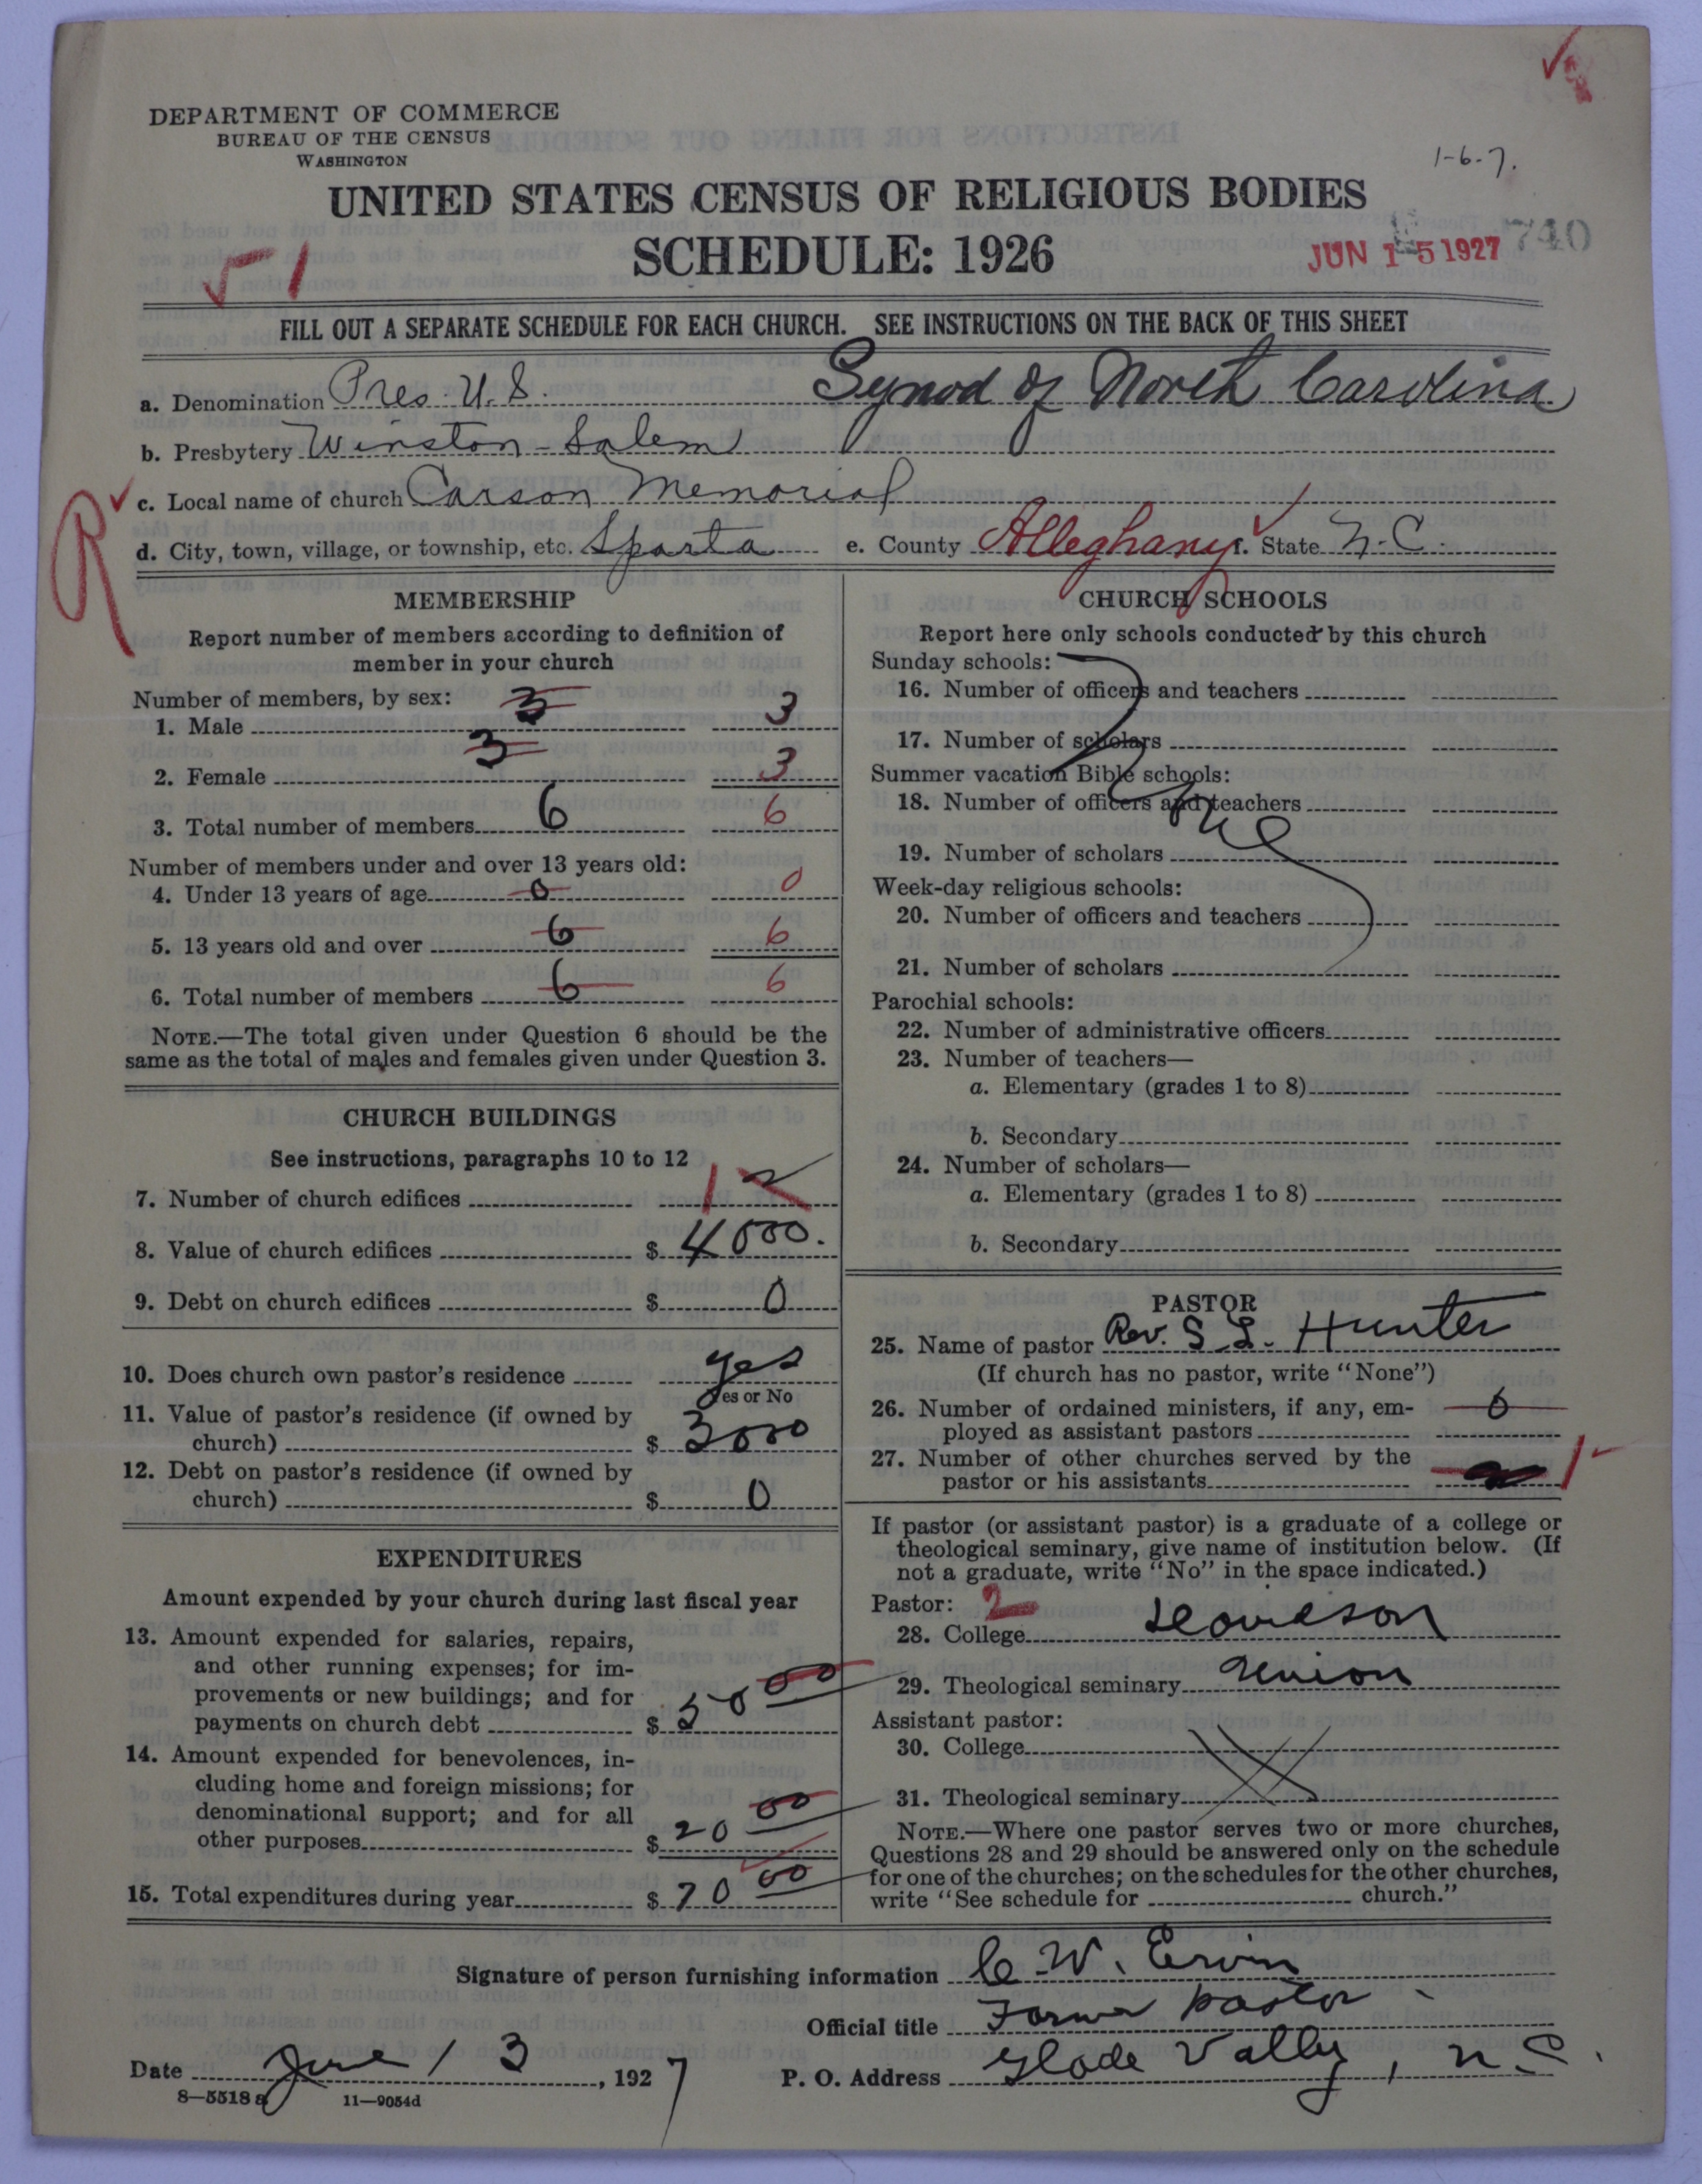 DEPARTMENT OF COMMERCE
BUREAU OF THE CENSUS
WASHINGTON
1-6-7.
UNITED STATES CENSUS OF RELIGIOUS BODIES
SCHEDULE: 1926
JUN 15 1927 740
FILL OUT A SEPARATE SCHEDULE FOR EACH CHURCH. SEE INSTRUCTIONS ON THE BACK OF THIS SHEET
a. Denomination Pres. U.S. Synod of North Carolina
b. Presbytery Winston-Salem
R c. Local name of church Carson Memorial
d. City, town, village, or township, etc. Sparta e. County Alleghany f. State N.C.
MEMBERSHIP
Report number of members according to definition of
member in your church
Number of members, by sex:
1. Male 3 3
2. Female 3 3
3. Total number of members 6 6
Number of members under and over 13 years old:
4. Under 13 years of age 0 0
5. 13 years old and over 6 6
6. Total number of members 6 6
NOTE.—The total given under Question 6 should be the
same as the total of males and females given under Question 3.
CHURCH BUILDINGS
See instructions, paragraphs 10 to 12
7. Number of church edifices 1
8. Value of church edifices $ 4000.
9. Debt on church edifices $ 0
10. Does church own pastor's residence yes
Yes or No
11. Value of pastor's residence (if owned by
church) $ 3000
12. Debt on pastor's residence (if owned by
church) $ 0
EXPENDITURES
Amount expended by your church during last fiscal year
13. Amount expended for salaries, repairs,
and other running expenses; for im-
provements or new buildings; and for
payments on church debt $ 50 00
14. Amount expended for benevolences, in-
cluding home and foreign missions; for
denominational support; and for all
other purposes $ 20 00
15. Total expenditures during year $ 70 00
CHURCH SCHOOLS
Report here only schools conducted by this church
Sunday schools:
16. Number of officers and teachers
17. Number of scholars
Summer vacation Bible schools:
18. Number of officers and teachers
19. Number of scholars
Week-day religious schools:
20. Number of officers and teachers
21. Number of scholars
Parochial schools:
22. Number of administrative officers
23. Number of teachers—
a. Elementary (grades 1 to 8)
b. Secondary
24. Number of scholars—
a. Elementary (grades 1 to 8)
b. Secondary
PASTOR
25. Name of pastor Rev. S. L. Hunter
(If church has no pastor, write "None")
26. Number of ordained ministers, if any, em- 0
ployed as assistant pastors
27. Number of other churches served by the
pastor or his assistants 1
If pastor (or assistant pastor) is a graduate of a college or
theological seminary, give name of institution below. (If
not a graduate, write "No" in the space indicated.)
Pastor: 2
28. College
29. Theological seminary Union
Assistant pastor:
30. College
31. Theological seminary
NOTE.—Where one pastor serves two or more churches,
Questions 28 and 29 should be answered only on the schedule
for one of the churches; on the schedules for the other churches,
write "See schedule for church."
Signature of person furnishing information C. W. Ervin
Official title Former pastor
Date June 13, 1927 P. O. Address Glade Valley, N.C.
8—5518 a 11—9054d